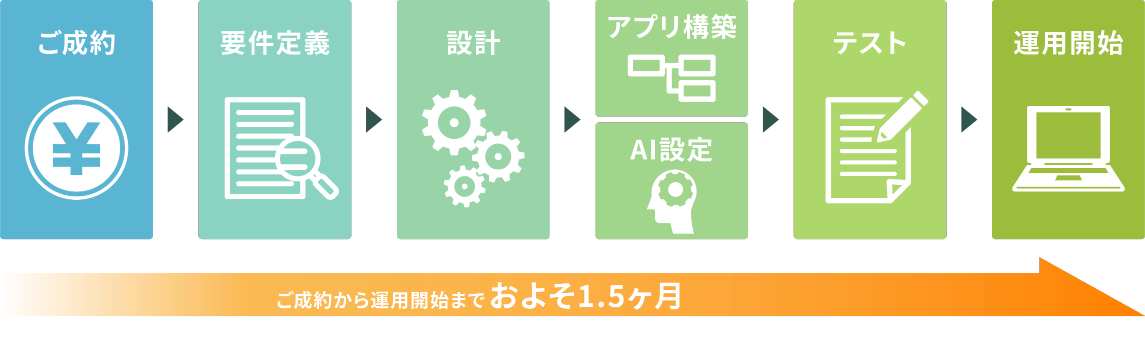 ご成約
要件定義
設計
アプリ構築
AI設定
テスト
運用開始
¥
ご成約から運用開始まで およそ1.5ヶ月